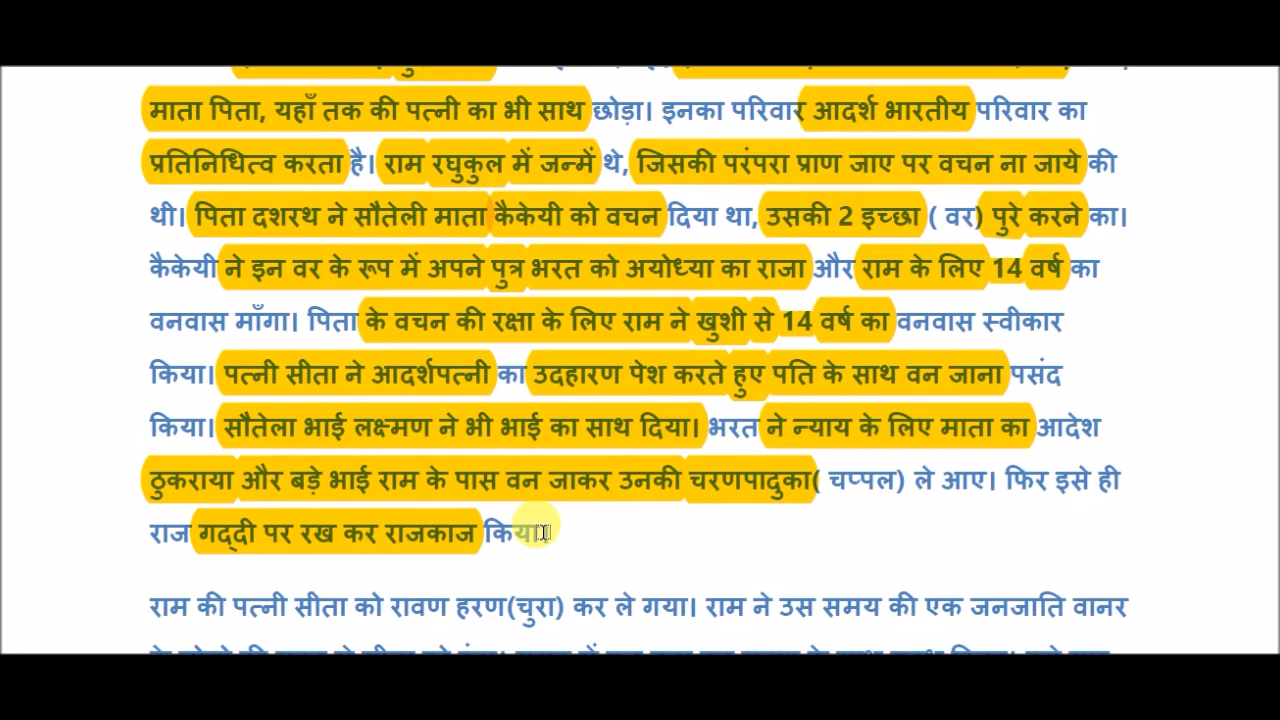 माता पिता, यहाँ तक की पत्नी का भी साथ छोड़ा। इनका परिवार आदर्श भारतीय परिवार का
प्रतिनिधित्व करता है। राम रघुकुल में जन्में थे, जिसकी परंपरा प्राण जाए पर वचन ना जाये की
थी। पिता दशरथ ने सौतेली माता कैकेयी को वचन दिया था, उसकी 2 इच्छा ( वर) पुरे करने का।
कैकेयी ने इन वर के रूप में अपने पुत्र भरत को अयोध्या का राजा और राम के लिए 14 वर्ष का
वनवास माँगा। पिता के वचन की रक्षा के लिए राम ने खुशी से 14 वर्ष का वनवास स्वीकार
किया। पत्नी सीता ने आदर्शपत्नी का उदहारण पेश करते हुए पति के साथ वन जाना पसंद
किया। सौतेला भाई लक्ष्मण ने भी भाई का साथ दिया। भरत ने न्याय के लिए माता का आदेश
ठुकराया और बड़े भाई राम के पास वन जाकर उनकी चरणपादुका( चप्पल) ले आए। फिर इसे ही
राज गद्दी पर रख कर राजकाज किया।
राम की पत्नी सीता को रावण हरण(चुरा) कर ले गया। राम ने उस समय की एक जनजाति वानर